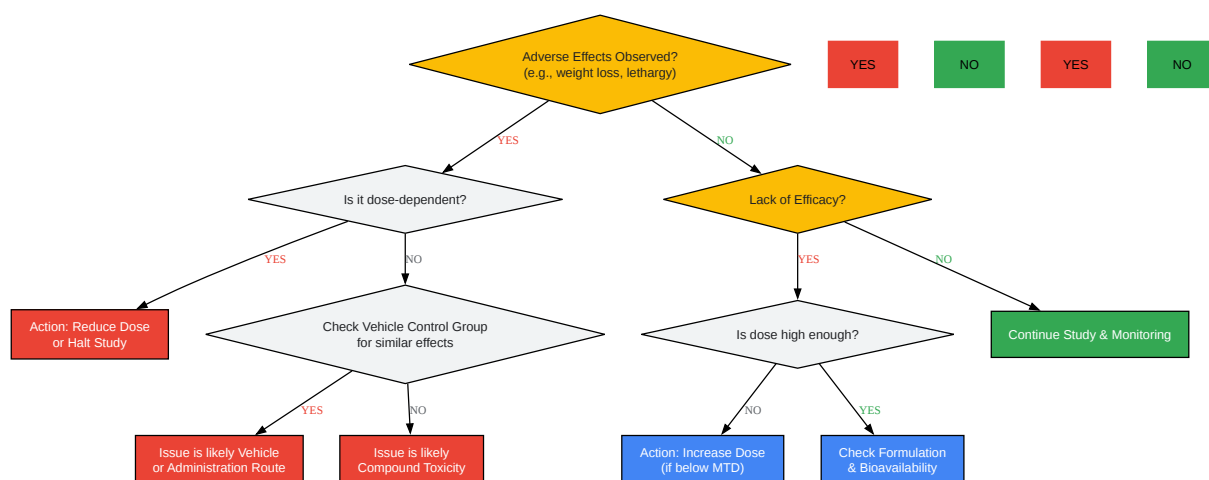 Adverse Effects Observed?
(e.g., weight loss, lethargy)
YES
NO
YES
NO
YES
NO
Is it dose-dependent?
Lack of Efficacy?
YES
NO
YES
NO
Action: Reduce Dose
or Halt Study
Check Vehicle Control Group
for similar effects
Is dose high enough?
Continue Study & Monitoring
YES
NO
NO
YES
Issue is likely Vehicle
or Administration Route
Issue is likely
Compound Toxicity
Action: Increase Dose
(if below MTD)
Check Formulation
& Bioavailability